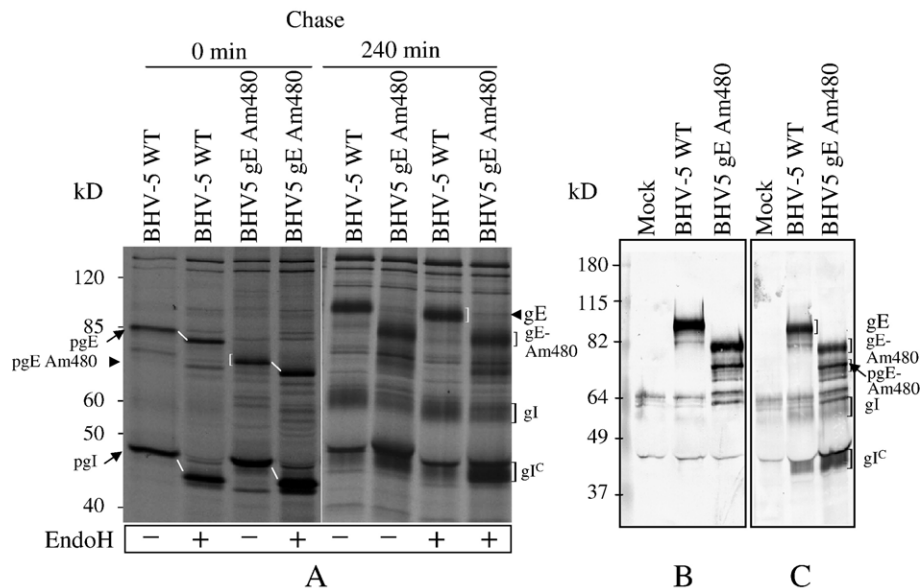 Chase
0 min
240 min
BHV-5 WT
BHV-5 WT
BHV5 gE Am480
BHV5 gE Am480
BHV-5 WT
BHV5 gE Am480
BHV-5 WT
BHV5 gE Am480
kD
120
85
60
50
40
pgE
pgE Am480
pgI
gE
gE-
Am480
gI
gIC
EndoH
− + − + − − + +
A
kD
Mock
BHV-5 WT
BHV5 gE Am480
Mock
BHV-5 WT
BHV5 gE Am480
180
115
82
64
49
37
gE
gE-
Am480
pgE-
Am480
gI
gIC
B
C